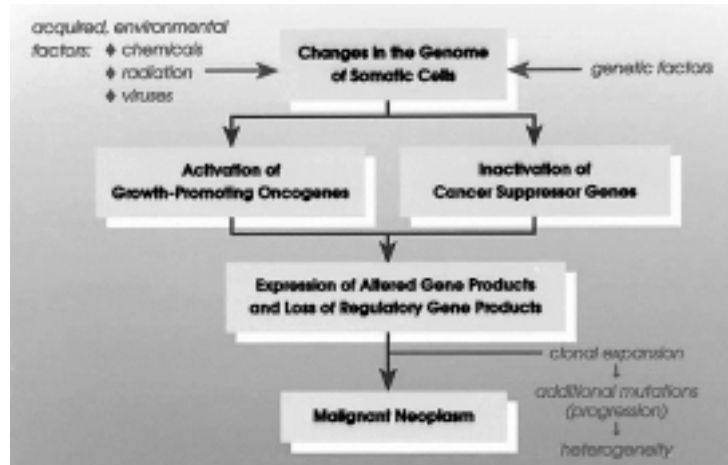 acquired, environmental
factors: ♦ chemicals
♦ radiation
♦ viruses
Changes in the Genome
of Somatic Cells
genetic factors
Activation of
Growth-Promoting Oncogenes
Inactivation of
Cancer Suppressor Genes
Expression of Altered Gene Products
and Loss of Regulatory Gene Products
clonal expansion
additional mutations
(progression)
heterogeneity
Malignant Neoplasm